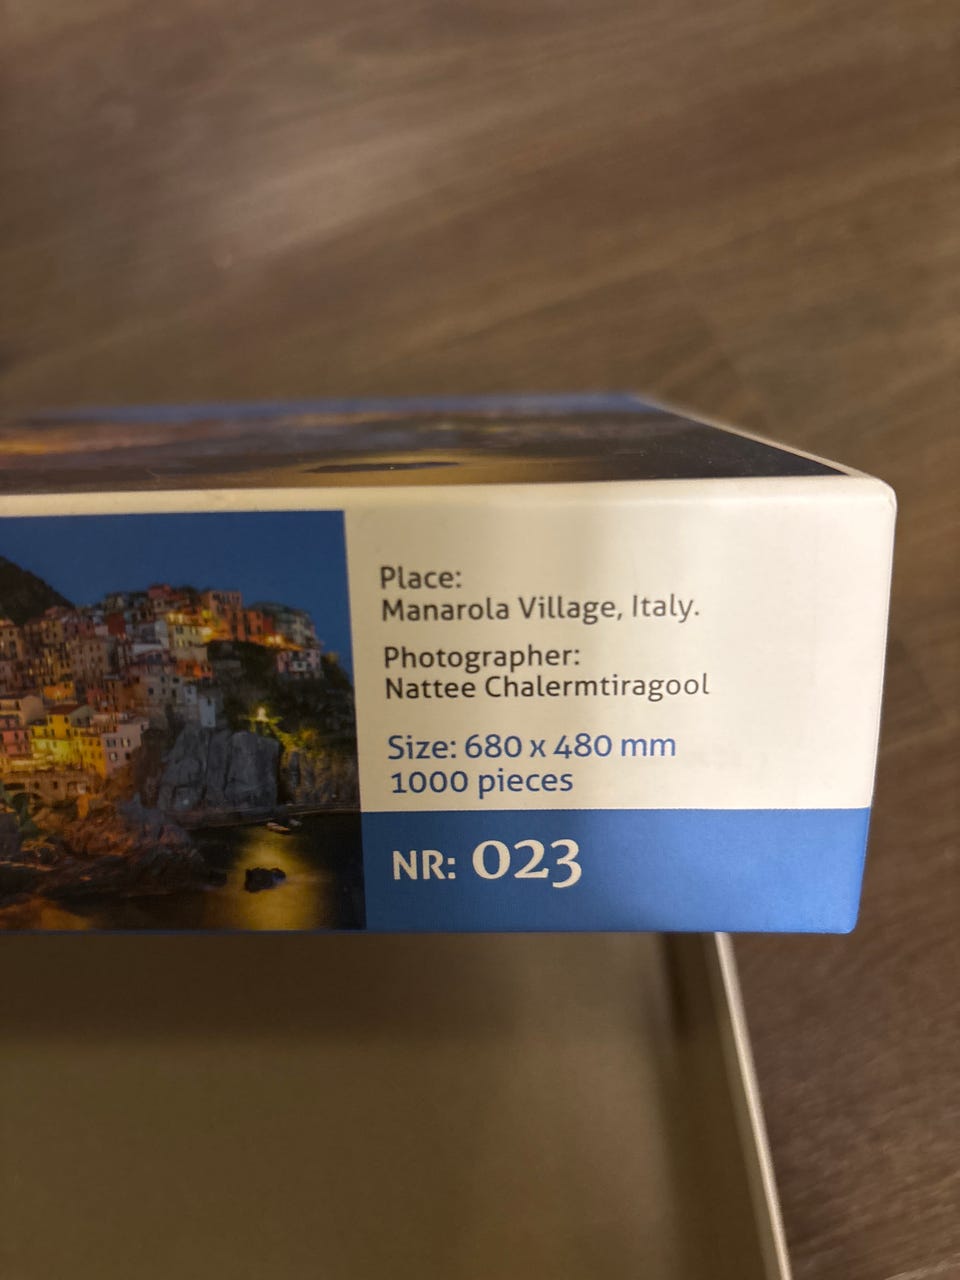 Place:
Manarola Village, Italy.
Photographer:
Nattee Chalermtiragool
Size: 680 x 480 mm
1000 pieces
NR: 023